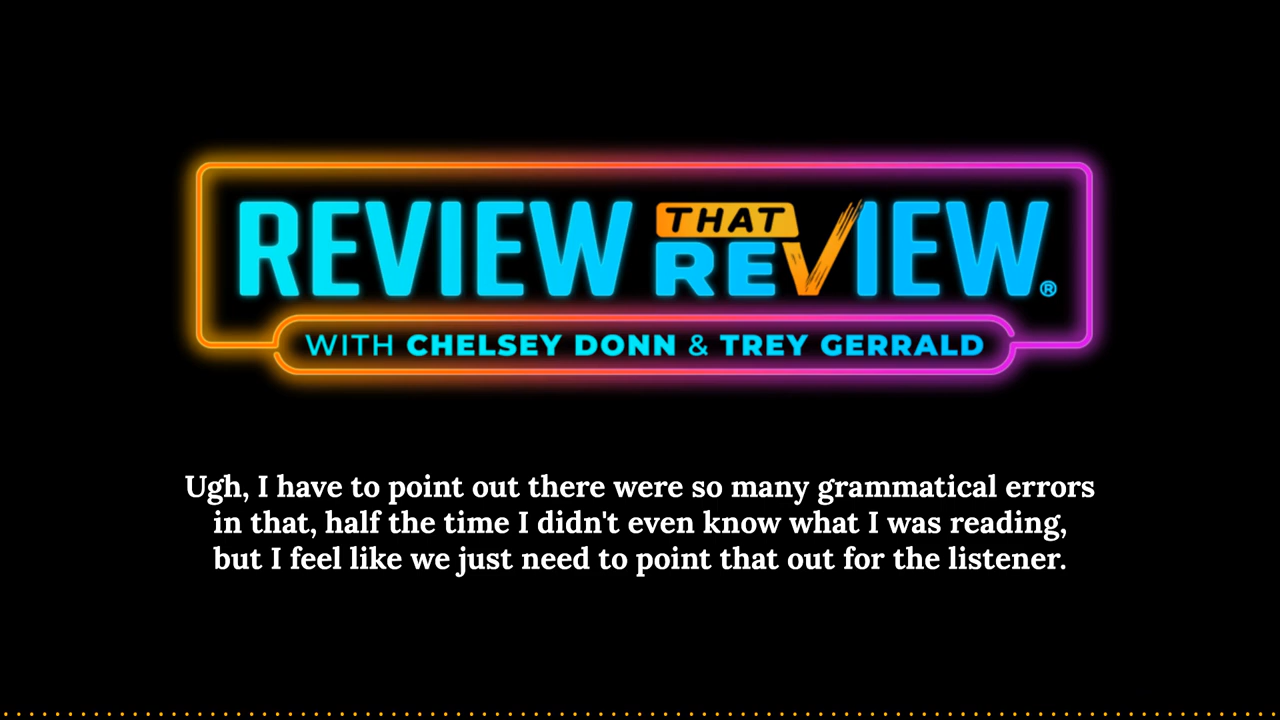 REVIEW THAT REVIEW®
WITH CHELSEY DONN & TREY GERRALD
Ugh, I have to point out there were so many grammatical errors
in that, half the time I didn't even know what I was reading,
but I feel like we just need to point that out for the listener.